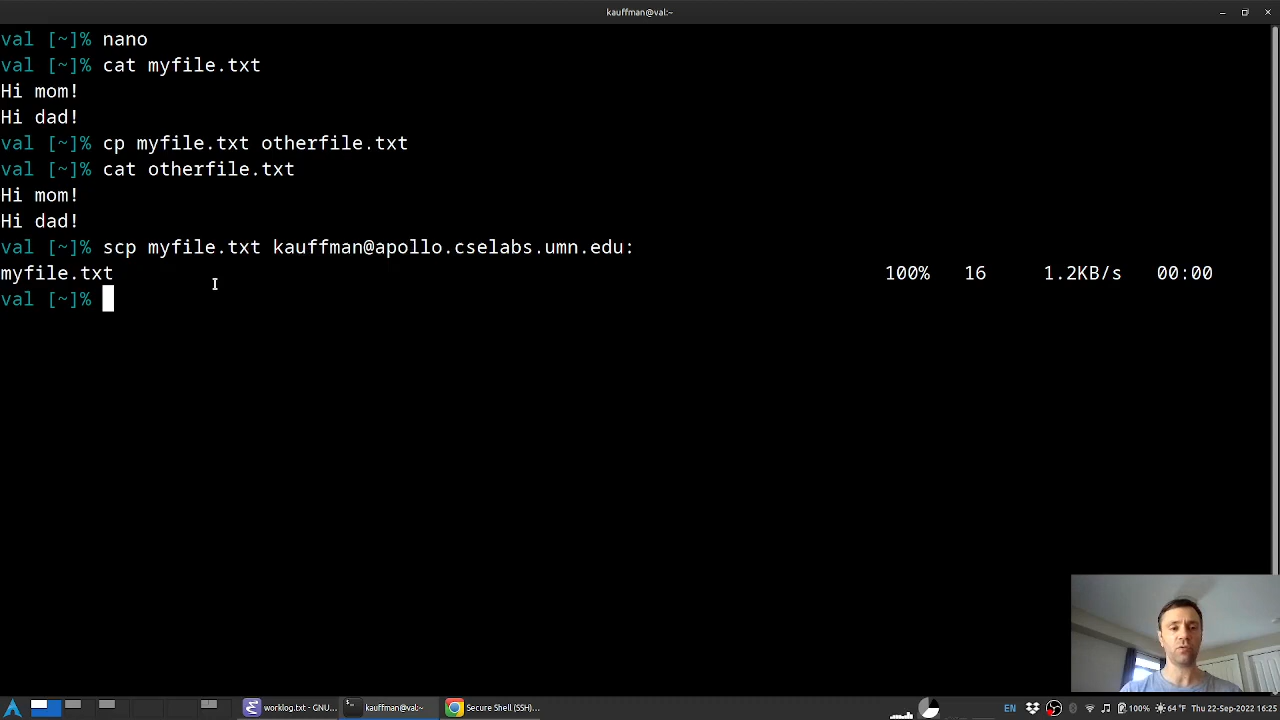 kauffman@val:~
val [~]% nano
val [~]% cat myfile.txt
Hi mom!
Hi dad!
val [~]% cp myfile.txt otherfile.txt
val [~]% cat otherfile.txt
Hi mom!
Hi dad!
val [~]% scp myfile.txt kauffman@apollo.cselabs.umn.edu:
myfile.txt 100% 16 1.2KB/s 00:00
val [~]%
worklog.txt - GNU... kauffman@val:~ Secure Shell (SSH)... EN 100% 64°F Thu 22-Sep-2022 16:25